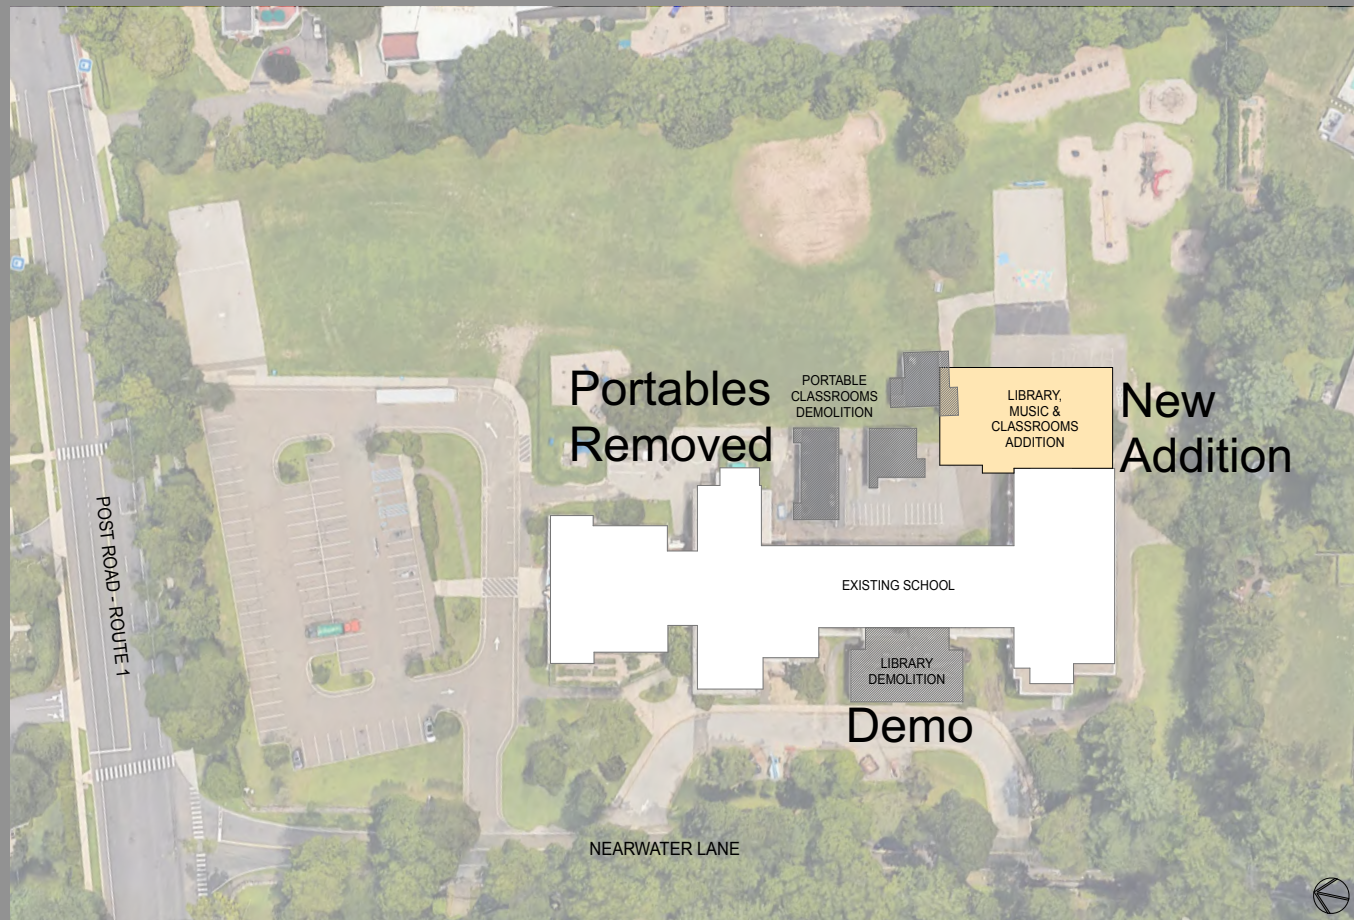 Portables
Removed
PORTABLE
CLASSROOMS
DEMOLITION
LIBRARY,
MUSIC &
CLASSROOMS
ADDITION
New
Addition
POST ROAD - ROUTE 1
EXISTING SCHOOL
LIBRARY
DEMOLITION
Demo
NEARWATER LANE